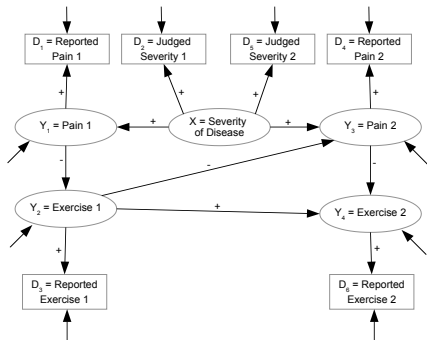 D₁ = Reported
Pain 1
D₂ = Judged
Severity 1
D₅ = Judged
Severity 2
D₄ = Reported
Pain 2
+
+
+
+
Y₁ = Pain 1
+
X = Severity
of Disease
+
Y₃ = Pain 2
-
-
-
Y₂ = Exercise 1
+
Y₄ = Exercise 2
+
+
D₃ = Reported
Exercise 1
D₆ = Reported
Exercise 2